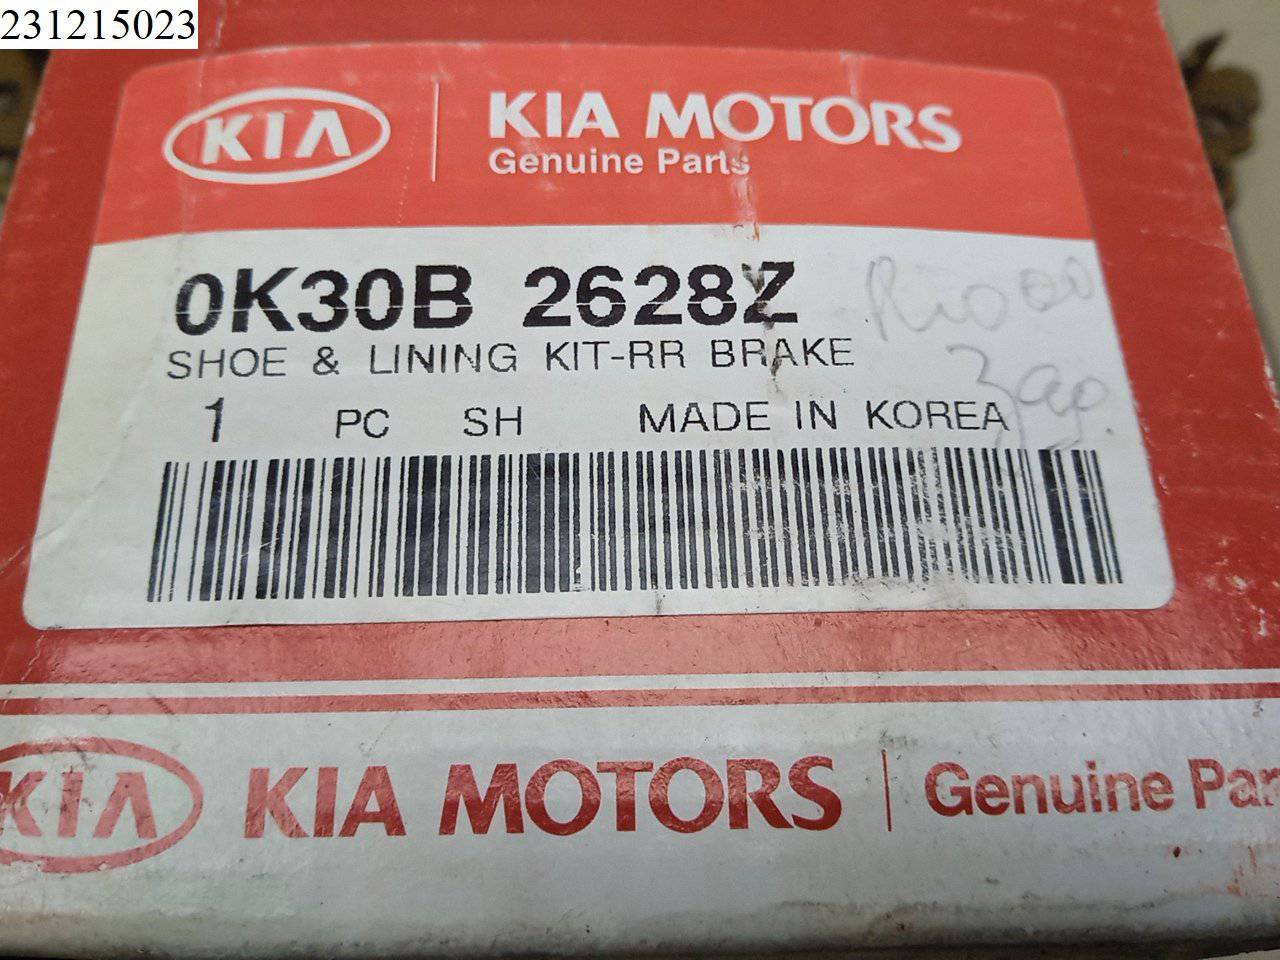 231215023
KIA
KIA MOTORS
Genuine Parts
0K30B 2628Z
SHOE & LINING KIT-RR BRAKE
1 PC SH MADE IN KOREA
зад.
KIA
KIA MOTORS
Genuine Par